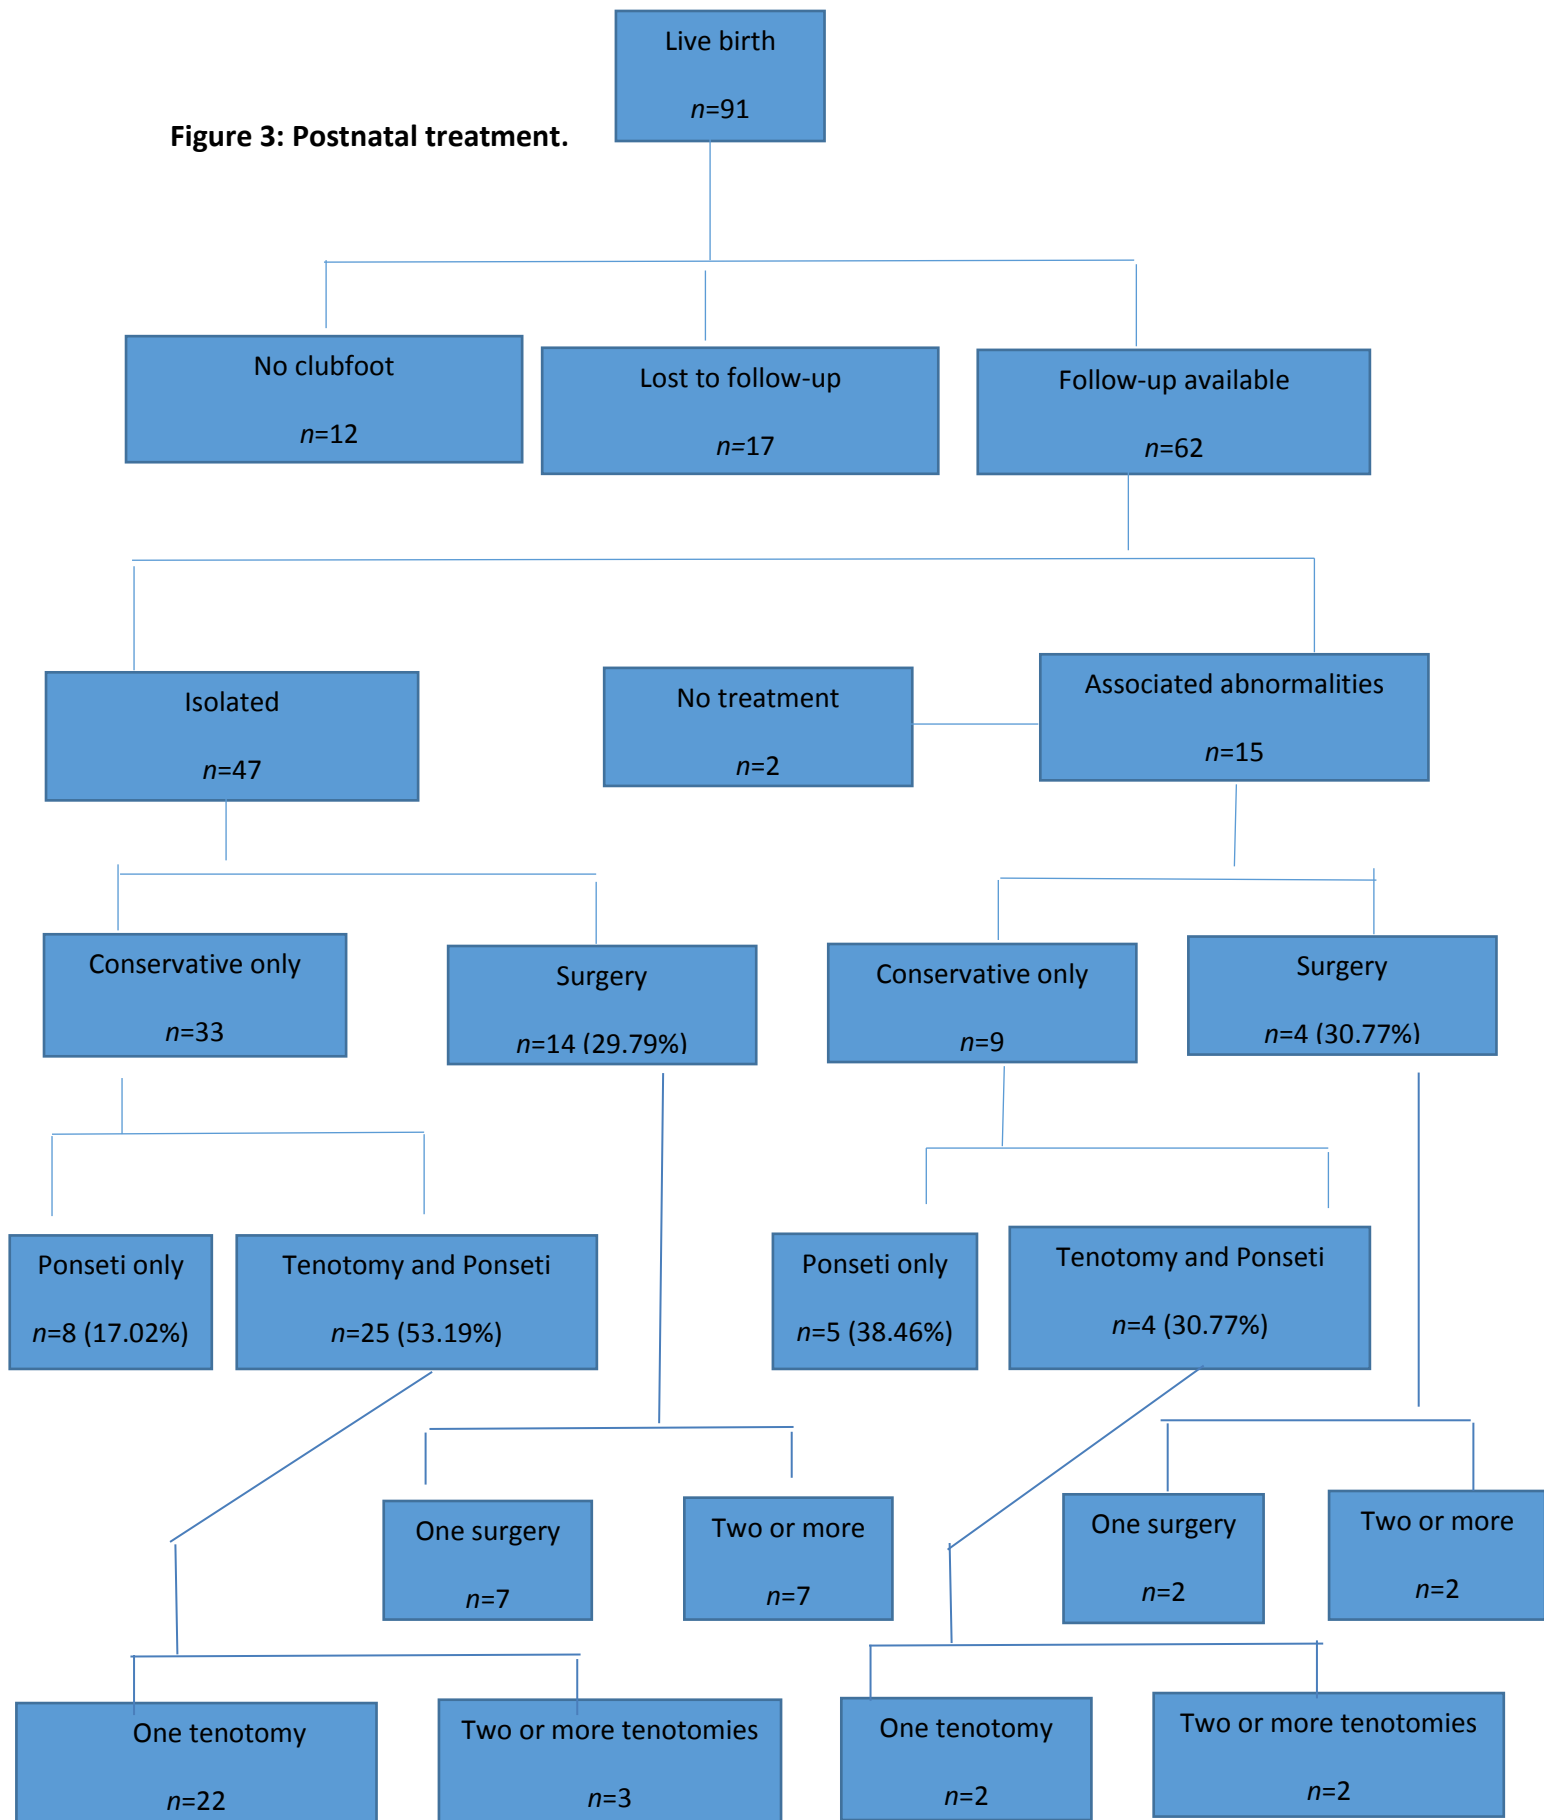 Live birth
n=91
Figure 3: Postnatal treatment.
No clubfoot
n=12
Lost to follow-up
n=17
Follow-up available
n=62
Isolated
n=47
No treatment
n=2
Associated abnormalities
n=15
Conservative only
n=33
Surgery
n=14 (29.79%)
Conservative only
n=9
Surgery
n=4 (30.77%)
Ponseti only
n=8 (17.02%)
Tenotomy and Ponseti
n=25 (53.19%)
Ponseti only
n=5 (38.46%)
Tenotomy and Ponseti
n=4 (30.77%)
One surgery
n=7
Two or more
n=7
One surgery
n=2
Two or more
n=2
One tenotomy
n=22
Two or more tenotomies
n=3
One tenotomy
n=2
Two or more tenotomies
n=2